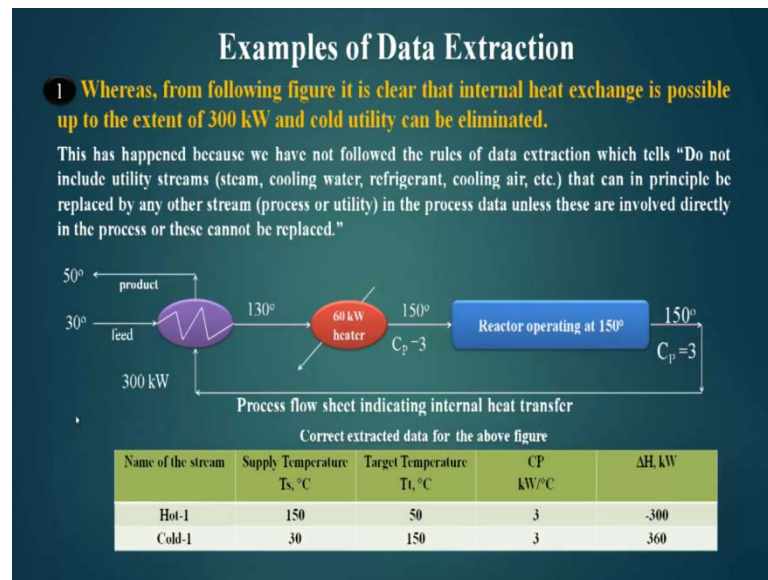 Examples of Data Extraction
1 Whereas, from following figure it is clear that internal heat exchange is possible
up to the extent of 300 kW and cold utility can be eliminated.
This has happened because we have not followed the rules of data extraction which tells “Do not
include utility streams (steam, cooling water, refrigerant, cooling air, etc.) that can in principle be
replaced by any other stream (process or utility) in the process data unless these are involved directly
in the process or these cannot be replaced.”
50°
product
30°
feed
130°
60 kW
heater
150°
Cp=3
Reactor operating at 150°
150°
Cp=3
300 kW
Process flow sheet indicating internal heat transfer
Correct extracted data for the above figure
Name of the stream Supply Temperature Target Temperature CP ΔH, kW
Ts, °C Tt, °C kW/°C
Hot-1 150 50 3 -300
Cold-1 30 150 3 360